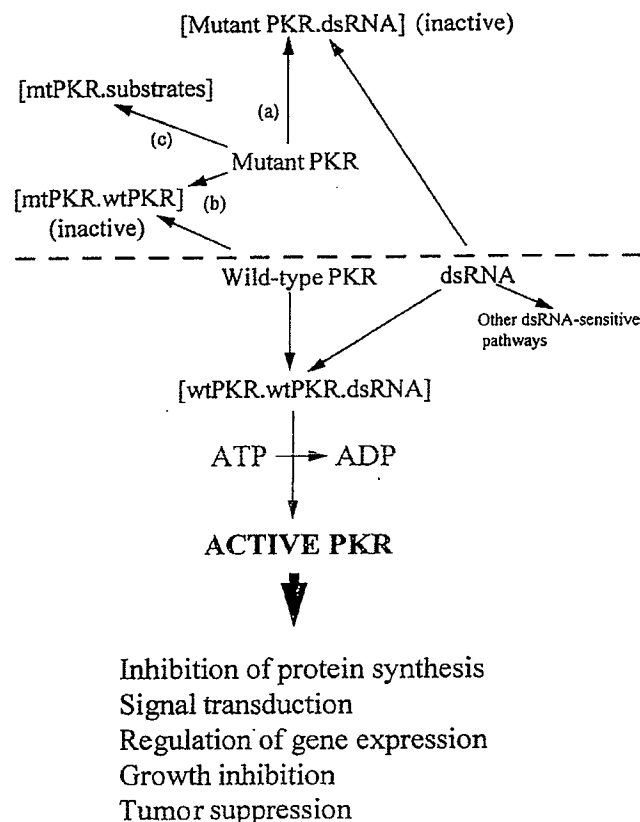 [Mutant PKR.dsRNA] (inactive)
[mtPKR.substrates]
(a)
(c)
Mutant PKR
[mtPKR.wtPKR]
(b)
(inactive)
Wild-type PKR
dsRNA
Other dsRNA-sensitive
pathways
[wtPKR.wtPKR.dsRNA]
ATP
ADP
ACTIVE PKR
Inhibition of protein synthesis
Signal transduction
Regulation of gene expression
Growth inhibition
Tumor suppression